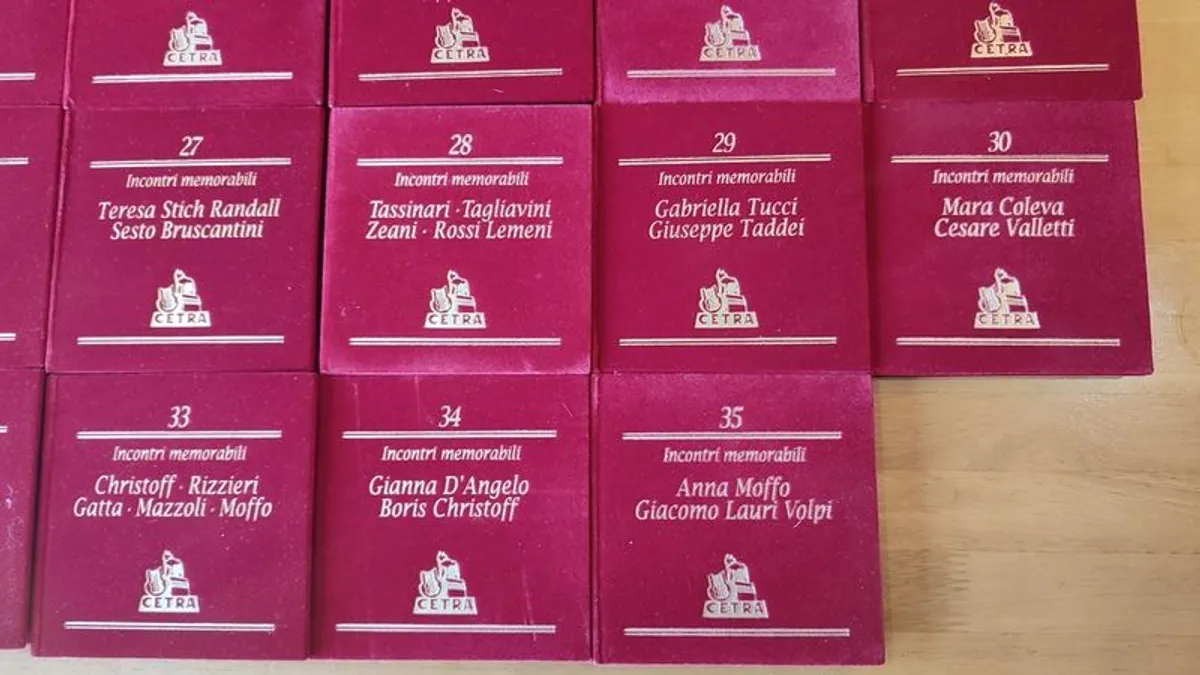 CETRA
CETRA
CETRA
CETRA
27
Incontri memorabili
Teresa Stich Randall
Sesto Bruscantini
CETRA
28
Incontri memorabili
Tassinari · Tagliavini
Zeani · Rossi Lemeni
CETRA
29
Incontri memorabili
Gabriella Tucci
Giuseppe Taddei
CETRA
30
Incontri memorabili
Mara Coleva
Cesare Valletti
CETRA
33
Incontri memorabili
Christoff · Rizzieri
Gatta · Mazzoli · Moffo
CETRA
34
Incontri memorabili
Gianna D'Angelo
Boris Christoff
CETRA
35
Incontri memorabili
Anna Moffo
Giacomo Lauri Volpi
CETRA